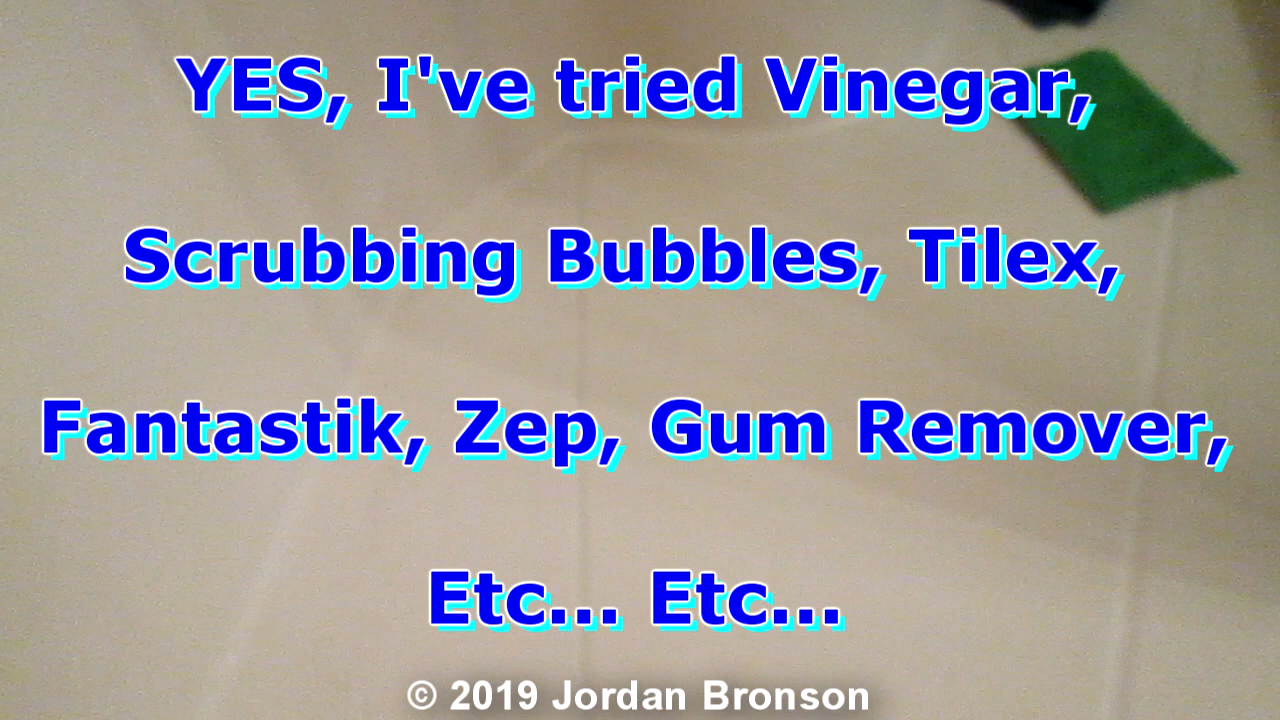 YES, I've tried Vinegar,
Scrubbing Bubbles, Tilex,
Fantastik, Zep, Gum Remover,
Etc... Etc...
© 2019 Jordan Bronson